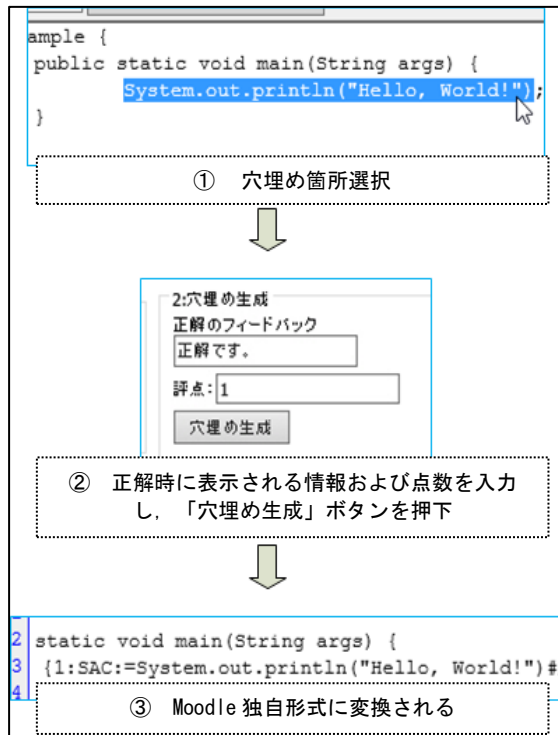 ample {
public static void main(String args) {
System.out.println("Hello, World!");
}
① 穴埋め箇所選択
2:穴埋め生成
正解のフィードバック
正解です。
評点:1
穴埋め生成
② 正解時に表示される情報および点数を入力
し，「穴埋め生成」ボタンを押下
2 static void main(String args) {
3 {1:SAC:=System.out.println("Hello, World!")#
4
③ Moodle 独自形式に変換される